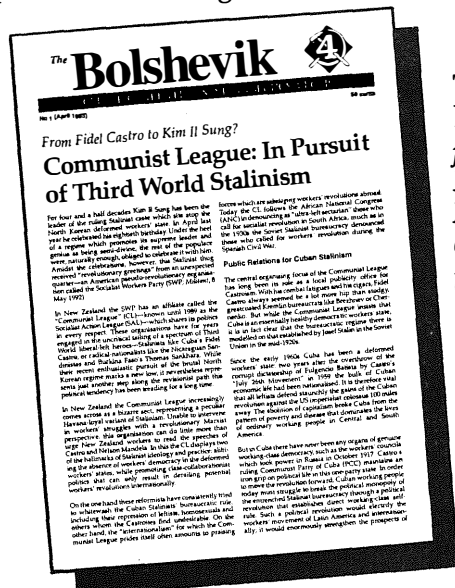 The
Bolshevik
4
No 1 (April 1993)
50 cents
From Fidel Castro to Kim Il Sung?
Communist League: In Pursuit
of Third World Stalinism
For four and a half decades Kim Il Sung has been the
leader of the ruling Stalinist caste which sits atop the
North Korean deformed workers' state. In April last
year he celebrated his eightieth birthday. Under the heel
of a regime which promotes its supreme leader and
genius as being semi-divine, the rest of the populace
were, naturally enough, obliged to celebrate it with him.
Amidst the celebrations, however, this Stalinist thug
received "revolutionary greetings" from an unexpected
quarter—an American pseudo-revolutionary organisa-
tion called the Socialist Workers Party (SWP, Militant, 8
May 1992)
In New Zealand the SWP has an affiliate called the
"Communist League" (CL)—known until 1989 as the
Socialist Action League (SAL)—which shares its politics
in every respect. These organisations have for years
engaged in the uncritical tailing of a spectrum of Third
World liberal-left heroes—Stalinists like Cuba's Fidel
Castro, or radical-nationalists like the Nicaraguan San-
dinistas and Burkina Faso's Thomas Sankhara. While
their recent enthusiastic pursuit of the brutal North
Korean regime marks a new low, it nevertheless repre-
sents just another step along the revisionist path this
political tendency has been treading for a long time.
In New Zealand the Communist League increasingly
comes across as a bizarre sect, representing a peculiar
Havana-loyal variant of Stalinism. Unable to intervene
in workers' struggles with a revolutionary Marxist
perspective, this organisation can do little more than
urge New Zealand workers to read the speeches of
Castro and Nelson Mandela. In this the CL displays two
of the hallmarks of Stalinist ideology and practice: abet-
ting the absence of workers' democracy in the deformed
workers' states, while promoting class-collaborationist
politics that can only result in derailing potential
workers' revolutions internationally.
On the one hand these reformists have consistently tried
to whitewash the Cuban Stalinists' bureaucratic rule,
including their repression of leftists, homosexuals and
others whom the Castroites find undesirable. On the
other hand, the "internationalism" for which the Com-
munist League prides itself often amounts to praising
forces which are sabotaging workers' revolutions abroad.
Today the CL follows the African National Congress
(ANC) in denouncing as "ultra-left sectarian" those who
call for socialist revolution in South Africa, much as in
the 1930s the Soviet Stalinist bureaucracy denounced
those who called for workers' revolution during the
Spanish Civil War.
Public Relations for Cuban Stalinism
The central organising focus of the Communist League
has long been its role as a local publicity office for
Castroism. With his combat fatigues and his cigars, Fidel
Castro always seemed to be a lot more hip than stodgy,
greatcoated Kremlin bureaucrats like Brezhnev or Cher-
nenko. But while the Communist League insists that
Cuba is an essentially healthy democratic workers state,
it is in fact clear that the bureaucratic regime there is
modelled on that established by Josef Stalin in the Soviet
Union in the mid-1920s.
Since the early 1960s Cuba has been a deformed
workers' state: two years after the overthrow of the
corrupt dictatorship of Fulgencio Batista by Castro's
"July 26th Movement" in 1959 the bulk of Cuban
economic life had been nationalised. It is therefore vital
that all leftists defend staunchly the gains of the Cuban
revolution against the US imperialist colossus 100 miles
away. The abolition of capitalism broke Cuba from the
pattern of poverty and disease that dominates the lives
of ordinary working people in Central and South
America.
But in Cuba there have never been any organs of genuine
working-class democracy, such as the workers' councils
which took power in Russia in October 1917. Castro's
ruling Communist Party of Cuba (PCC) maintains an
iron grip on political life in this one-party state. In order
to move the revolution forward, Cuban working people
today must struggle to break the political monopoly of
the entrenched Stalinist bureaucracy through a political
revolution that establishes direct working-class self-
rule. Such a political revolution would electrify the
workers' movement of Latin America and internation-
ally, it would enormously strengthen the prospects of